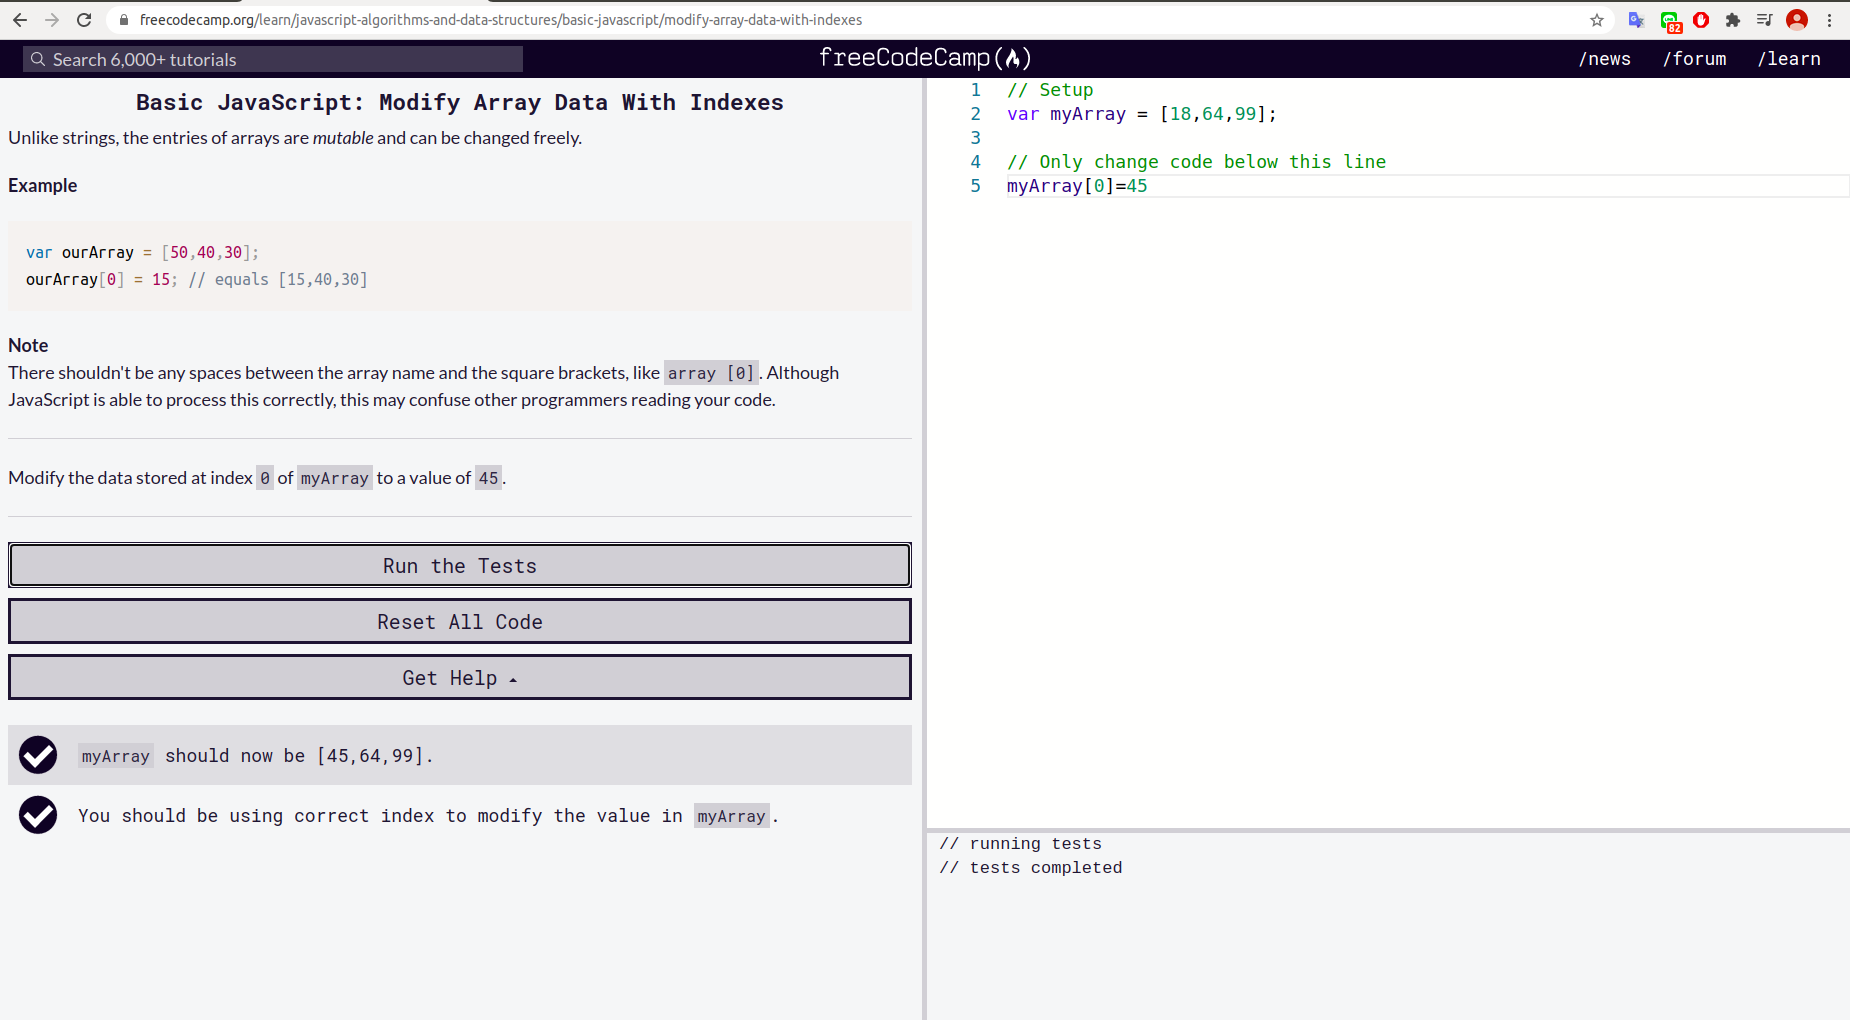 freecodecamp.org/learn/javascript-algorithms-and-data-structures/basic-javascript/modify-array-data-with-indexes
82
Search 6,000+ tutorials
freeCodeCamp
/news
/forum
/learn
Basic JavaScript: Modify Array Data With Indexes
Unlike strings, the entries of arrays are mutable and can be changed freely.
Example
var ourArray = [50,40,30];
ourArray[0] = 15; // equals [15,40,30]
Note
There shouldn't be any spaces between the array name and the square brackets, like array [0]. Although
JavaScript is able to process this correctly, this may confuse other programmers reading your code.
Modify the data stored at index 0 of myArray to a value of 45.
Run the Tests
Reset All Code
Get Help
myArray should now be [45,64,99].
You should be using correct index to modify the value in myArray.
1 // Setup
2 var myArray = [18,64,99];
3
4 // Only change code below this line
5 myArray[0]=45
// running tests
// tests completed